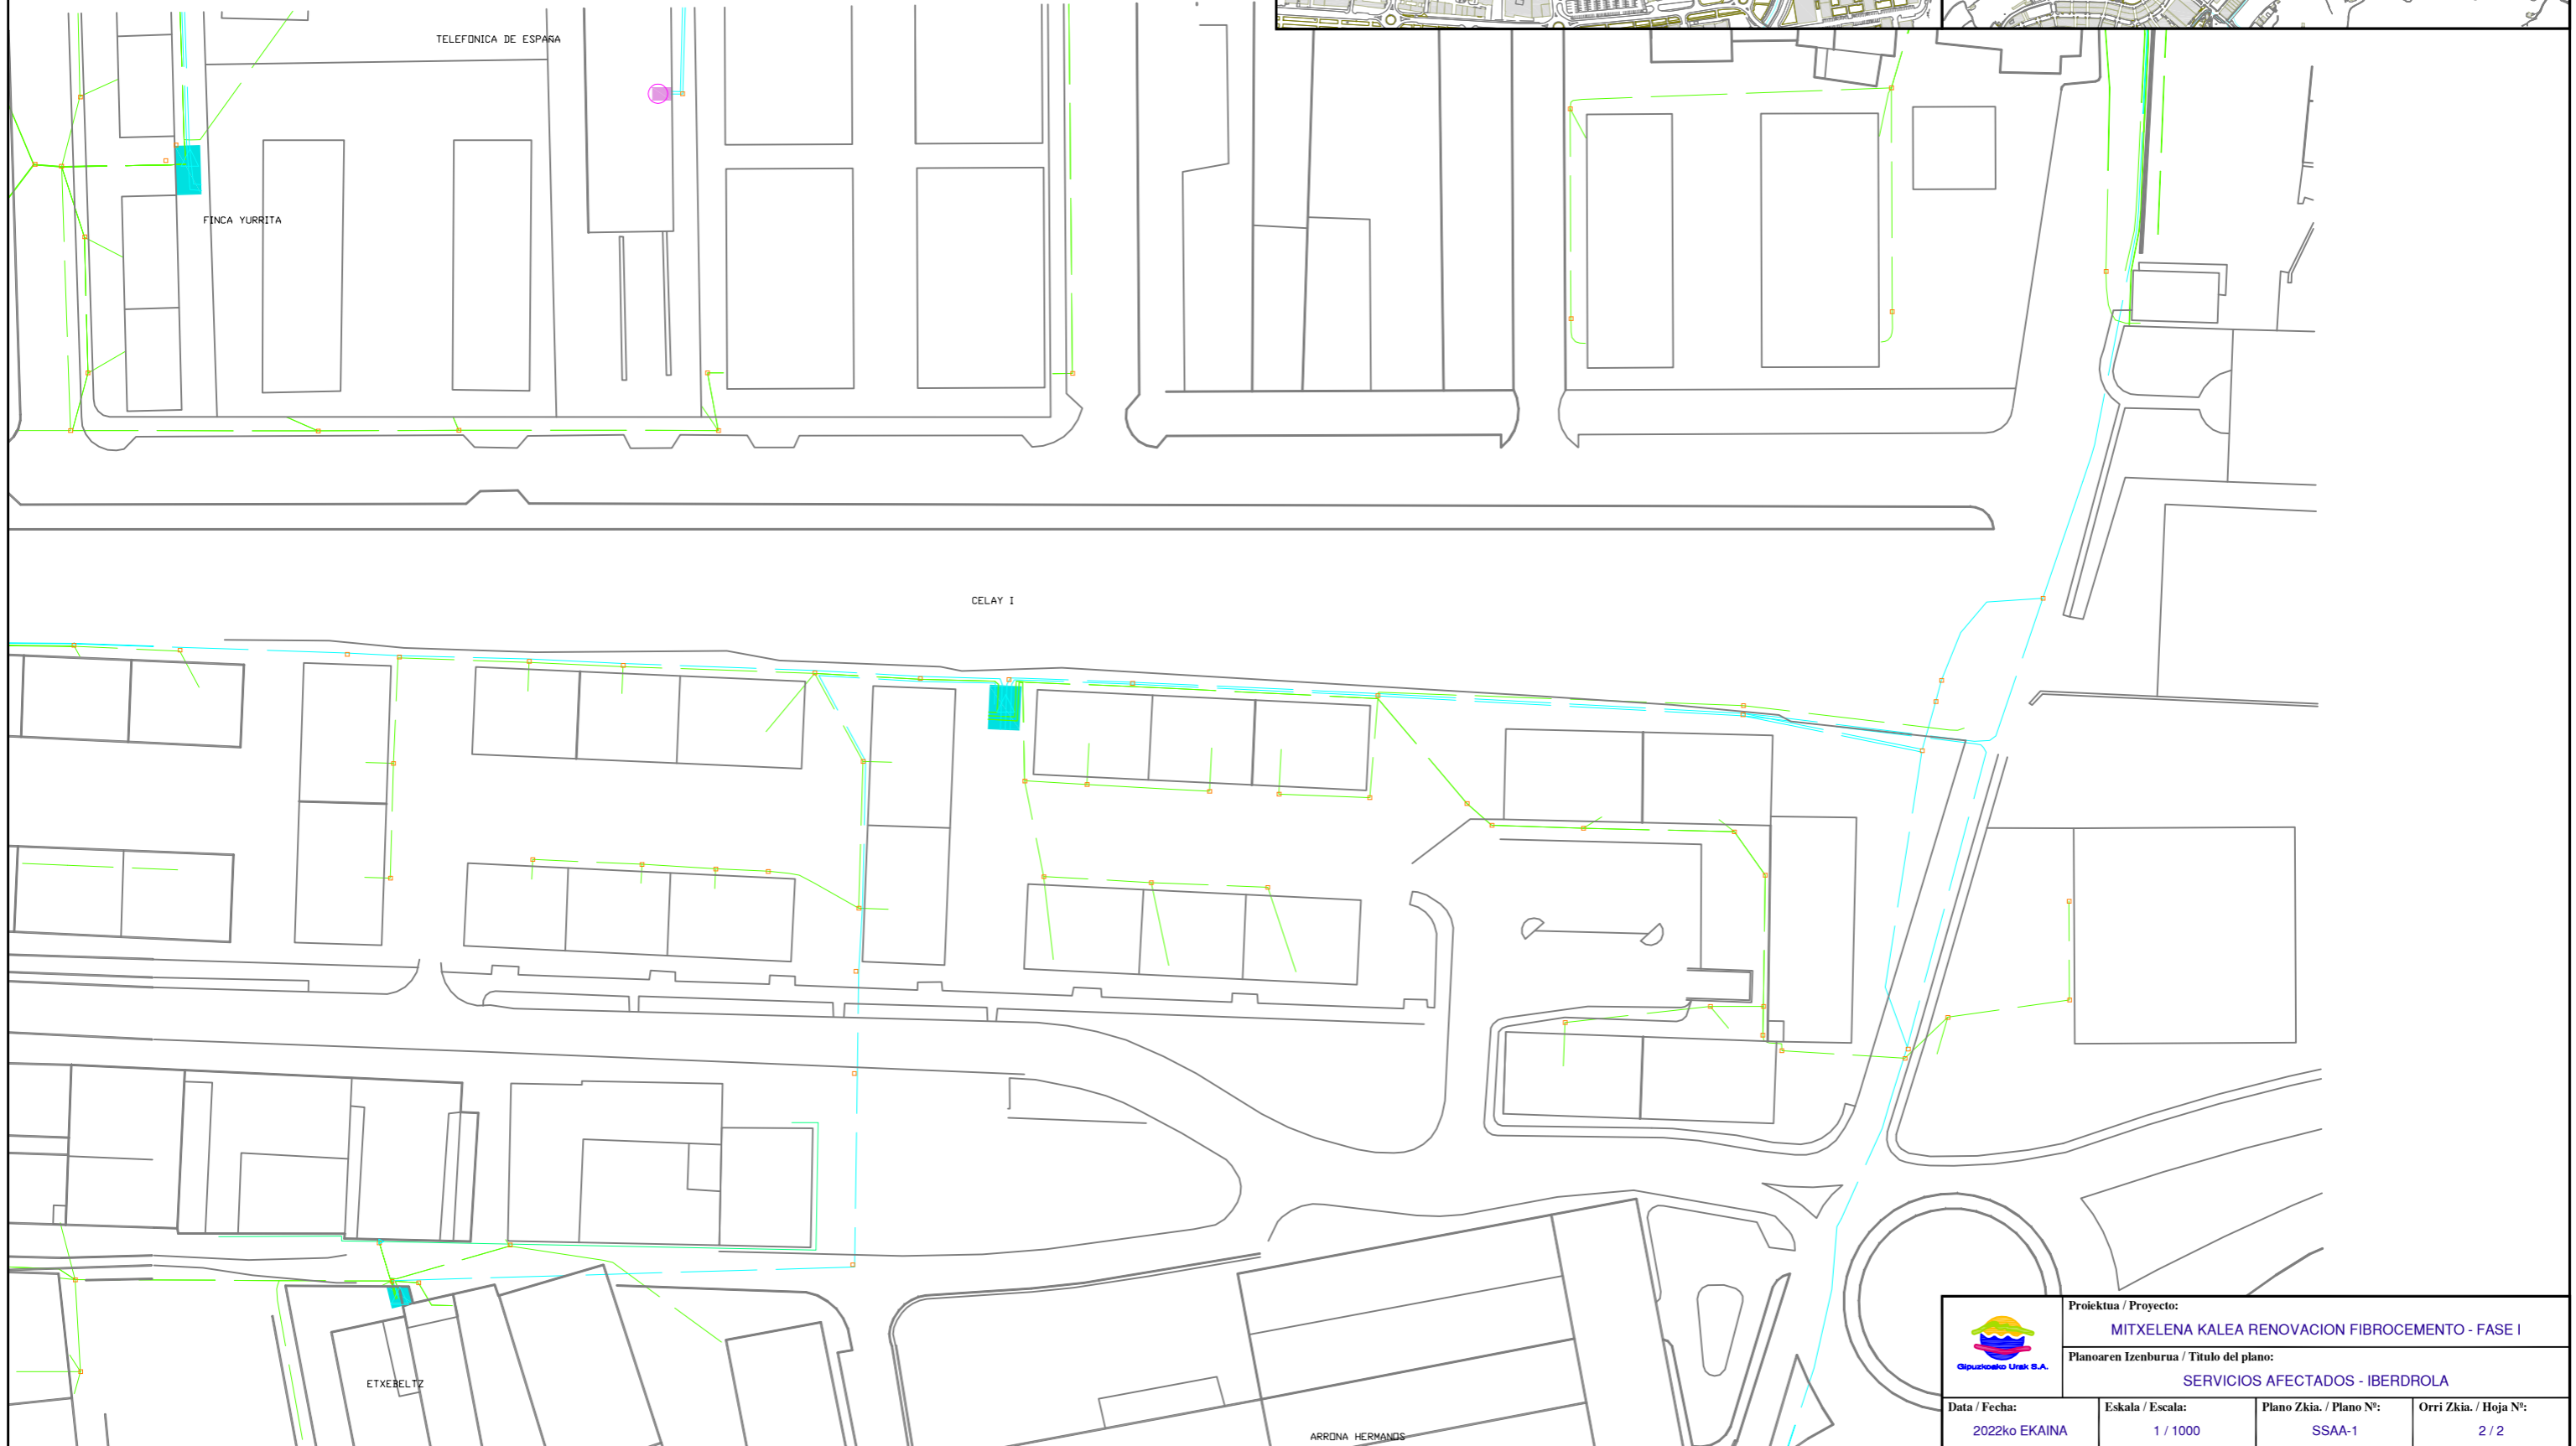 TELEFONICA DE ESPAÑA
FINCA YURRITA
CELAY I
ETXEBELTZ
ARRONA HERMANOS
Gipuzkoako Urak S.A.
Proiektua / Proyecto:
MITXELENA KALEA RENOVACION FIBROCEMENTO - FASE I
Planoaren Izenburua / Titulo del plano:
SERVICIOS AFECTADOS - IBERDROLA
Data / Fecha:
2022ko EKAINA
Eskala / Escala:
1 / 1000
Plano Zkia. / Plano Nº:
SSAA-1
Orri Zkia. / Hoja Nº:
2 / 2